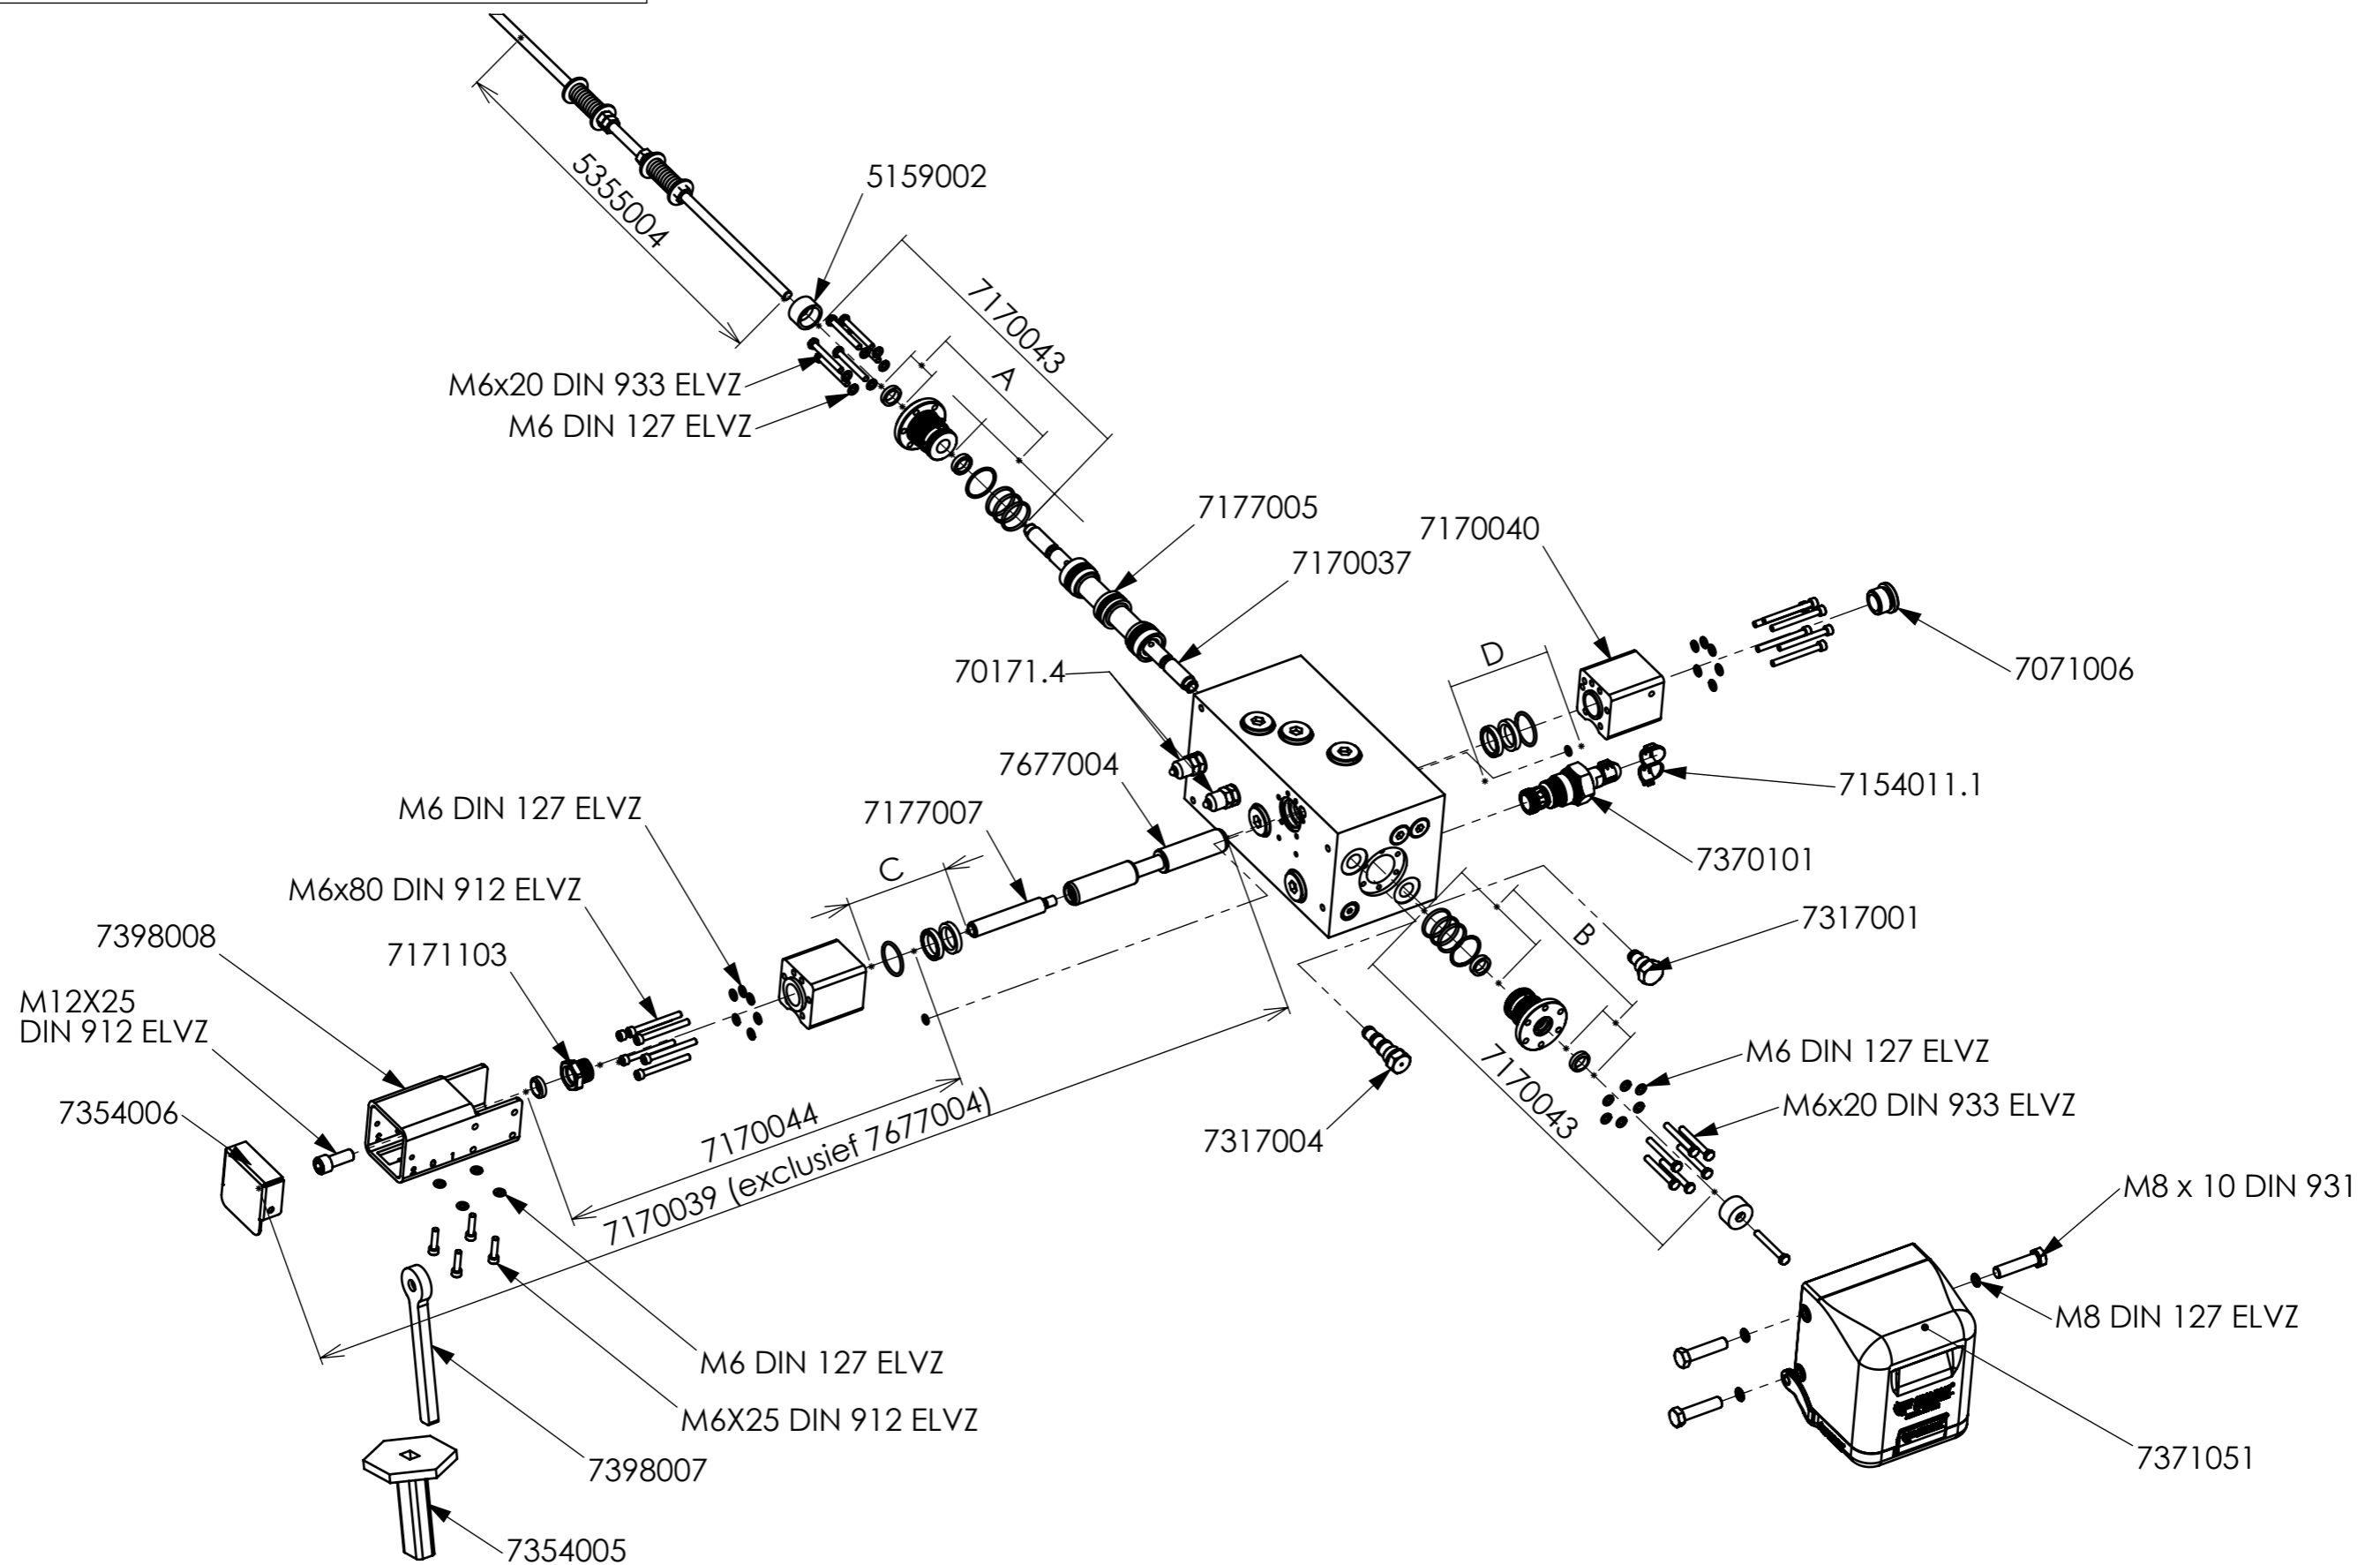 5355004
5159002
7170043
A
M6x20 DIN 933 ELVZ
M6 DIN 127 ELVZ
7177005
7170037
7170040
70171.4
D
7071006
7677004
7154011.1
M6 DIN 127 ELVZ
7177007
7370101
C
M6x80 DIN 912 ELVZ
7317001
7398008
7171103
B
M12X25
DIN 912 ELVZ
M6 DIN 127 ELVZ
7354006
M6x20 DIN 933 ELVZ
7170044
7170043
7317004
7170039 (exclusief 7677004)
M8 x 10 DIN 931
M8 DIN 127 ELVZ
M6 DIN 127 ELVZ
M6X25 DIN 912 ELVZ
7371051
7398007
7354005